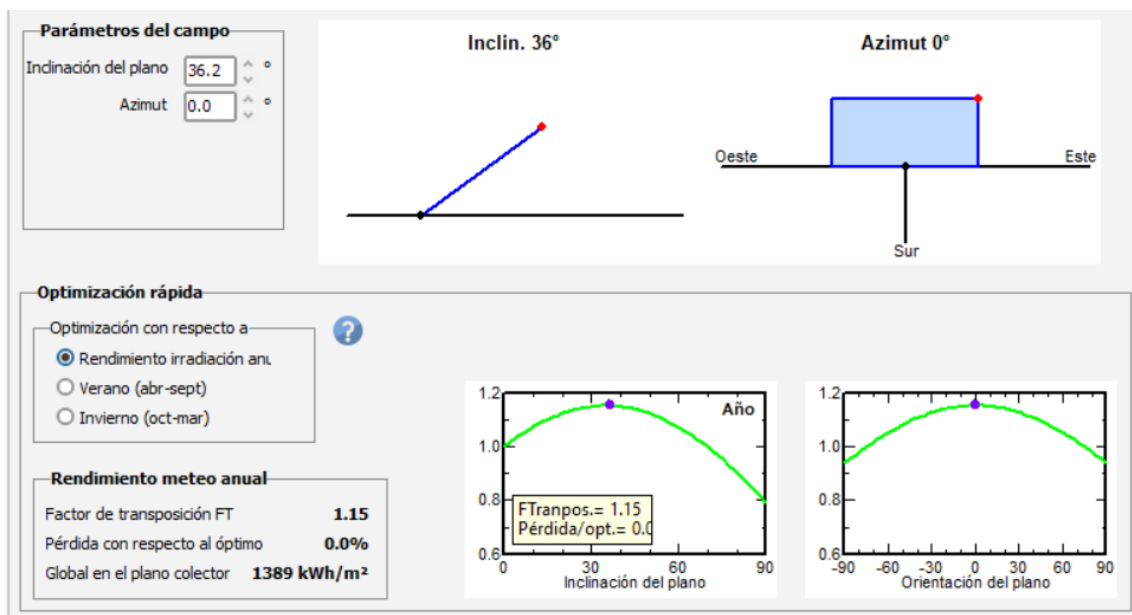 Parámetros del campo
Inclinación del plano 36.2 °
Azimut 0.0 °
Inclin. 36°
Azimut 0°
Oeste
Este
Sur
Optimización rápida
Optimización con respecto a
Rendimiento irradiación anu
Verano (abr-sept)
Invierno (oct-mar)
?
Rendimiento meteo anual
Factor de transposición FT 1.15
Pérdida con respecto al óptimo 0.0%
Global en el plano colector 1389 kWh/m²
1.2
1.0
0.8
0.6
Año
FTranpos.= 1.15
Pérdida/opt.= 0.0
0 30 60 90
Inclinación del plano
1.2
1.0
0.8
0.6
-90 -60 -30 0 30 60 90
Orientación del plano